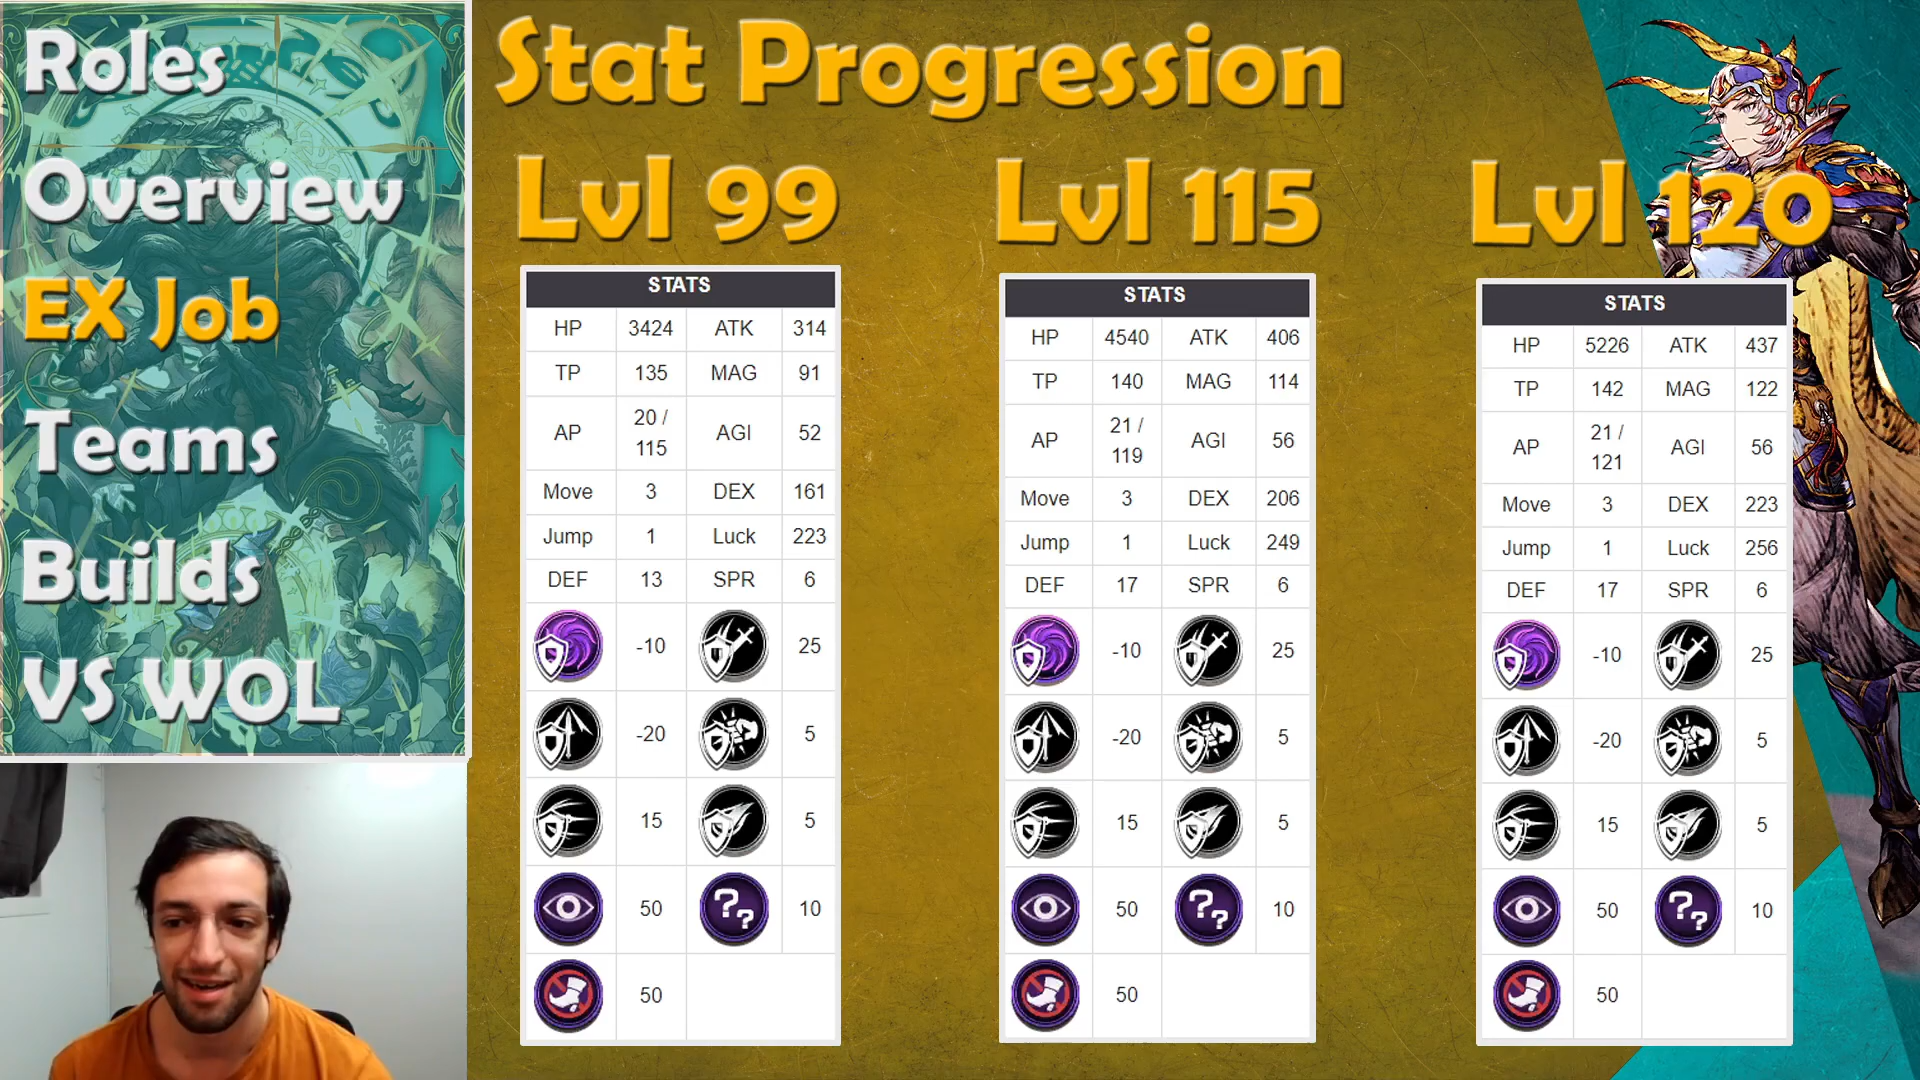 Roles
Overview
EX Job
Teams
Builds
VS WOL
Stat Progression
Lvl 99
STATS
HP 3424 ATK 314
TP 135 MAG 91
AP 20 / 115 AGI 52
Move 3 DEX 161
Jump 1 Luck 223
DEF 13 SPR 6
-10 25
-20 5
15 5
50 ?? 10
50
Lvl 115
STATS
HP 4540 ATK 406
TP 140 MAG 114
AP 21 / 119 AGI 56
Move 3 DEX 206
Jump 1 Luck 249
DEF 17 SPR 6
-10 25
-20 5
15 5
50 ?? 10
50
Lvl 120
STATS
HP 5226 ATK 437
TP 142 MAG 122
AP 21 / 121 AGI 56
Move 3 DEX 223
Jump 1 Luck 256
DEF 17 SPR 6
-10 25
-20 5
15 5
50 ?? 10
50